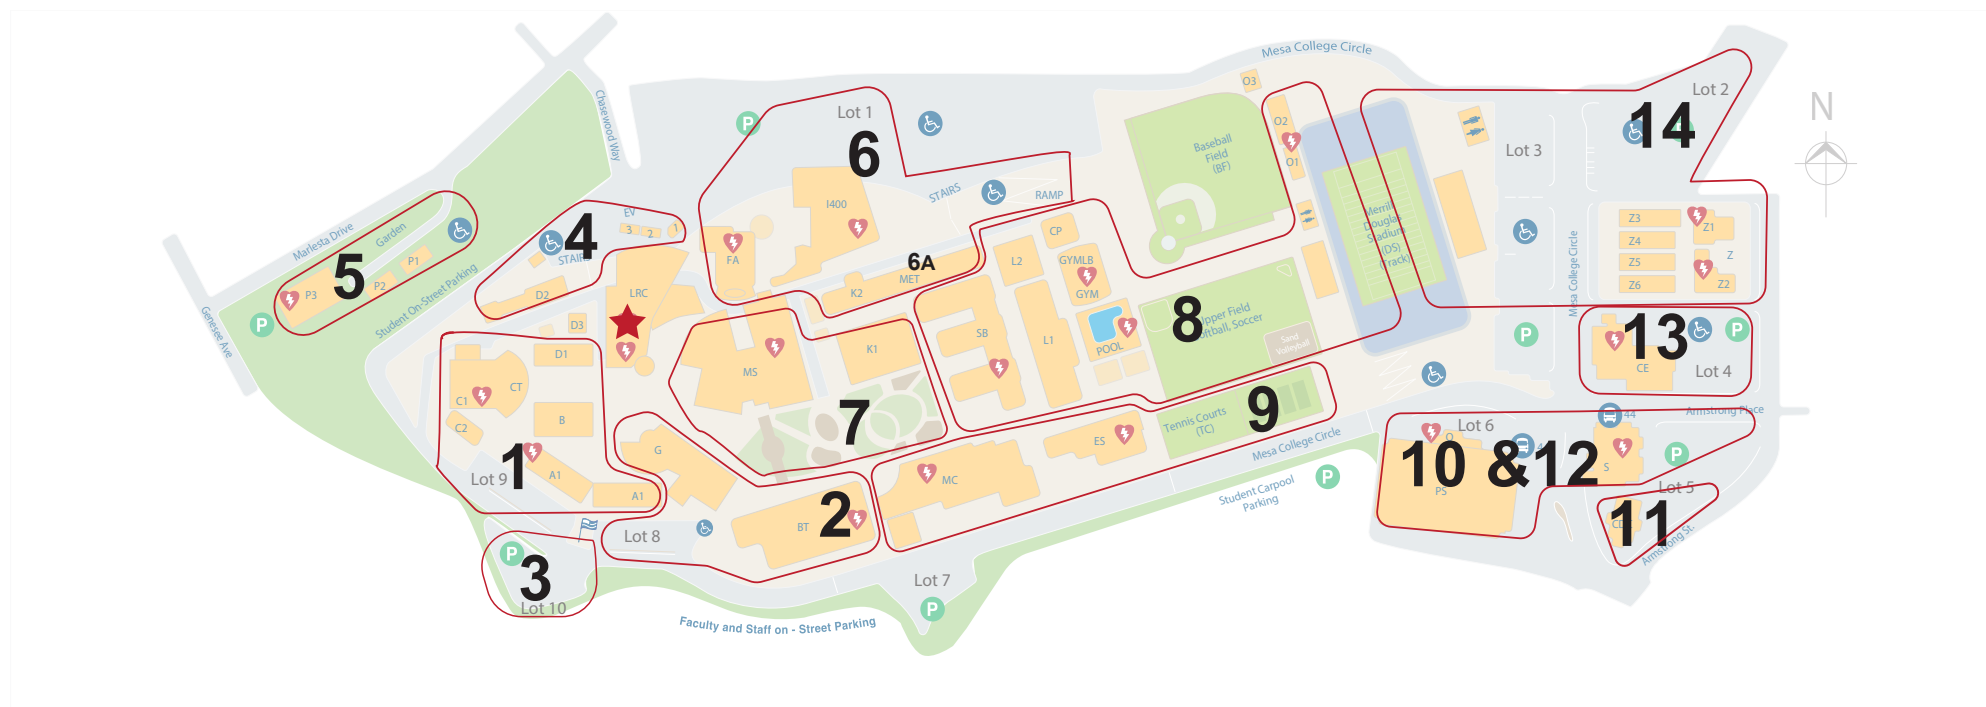 Mesa College Circle
O3
Lot 2
Lot 1
14
N
Chasewood Way
O2
Baseball
Field
(BF)
Lot 3
6
O1
STAIRS
RAMP
I400
EV
3
2
1
Marlesta Drive
Garden
4
Merrill
Douglas
Stadium
(DS)
(Track)
Z3
Z1
Z4
Z
Z5
Z6
Z2
CP
L2
GYMLB
GYM
FA
6A
MET
K2
STAIRS
P1
P2
P3
5
D2
LRC
Student On-Street Parking
Genesee Ave
Mesa College Circle
8
Upper Field
Softball, Soccer
Sand
Volleyball
POOL
SB
L1
D3
D1
K1
MS
13
CE
Lot 4
CT
C1
C2
B
7
9
Tennis Courts
(TC)
Armstrong Place
44
Lot 6
ES
G
Mesa College Circle
1
A1
A1
Lot 9
MC
10 &12
PS
S
Student Carpool
Parking
Lot 5
2
BT
Lot 8
11
Armstrong St.
3
Lot 10
Lot 7
Faculty and Staff on - Street Parking
P
P
P
P
P
P
P
P